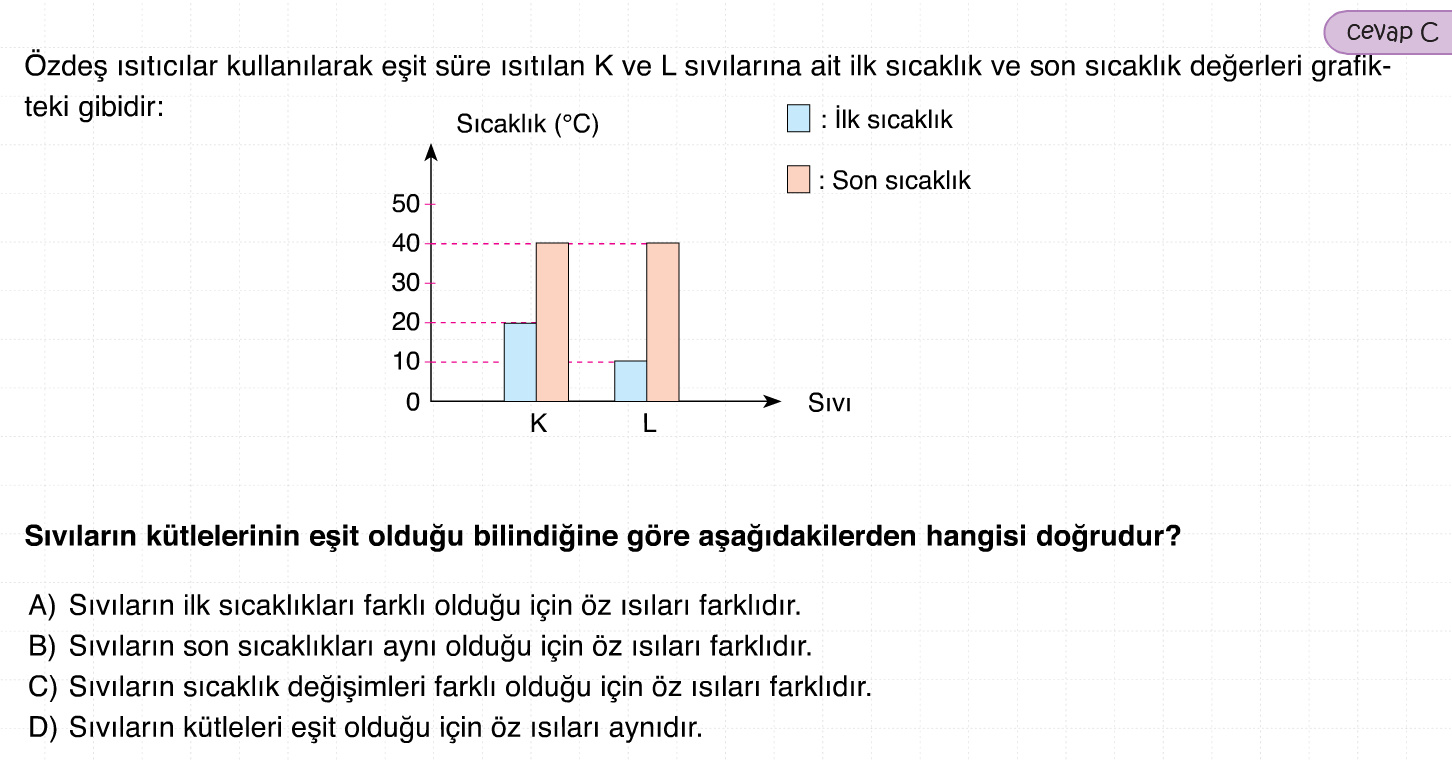 cevap C
Özdeş ısıtıcılar kullanılarak eşit süre ısıtılan K ve L sıvılarına ait ilk sıcaklık ve son sıcaklık değerleri grafik-
teki gibidir:
Sıcaklık (°C)
: İlk sıcaklık
: Son sıcaklık
50
40
30
20
10
0
K
L
Sıvı
Sıvıların kütlelerinin eşit olduğu bilindiğine göre aşağıdakilerden hangisi doğrudur?
A) Sıvıların ilk sıcaklıkları farklı olduğu için öz ısıları farklıdır.
B) Sıvıların son sıcaklıkları aynı olduğu için öz ısıları farklıdır.
C) Sıvıların sıcaklık değişimleri farklı olduğu için öz ısıları farklıdır.
D) Sıvıların kütleleri eşit olduğu için öz ısıları aynıdır.